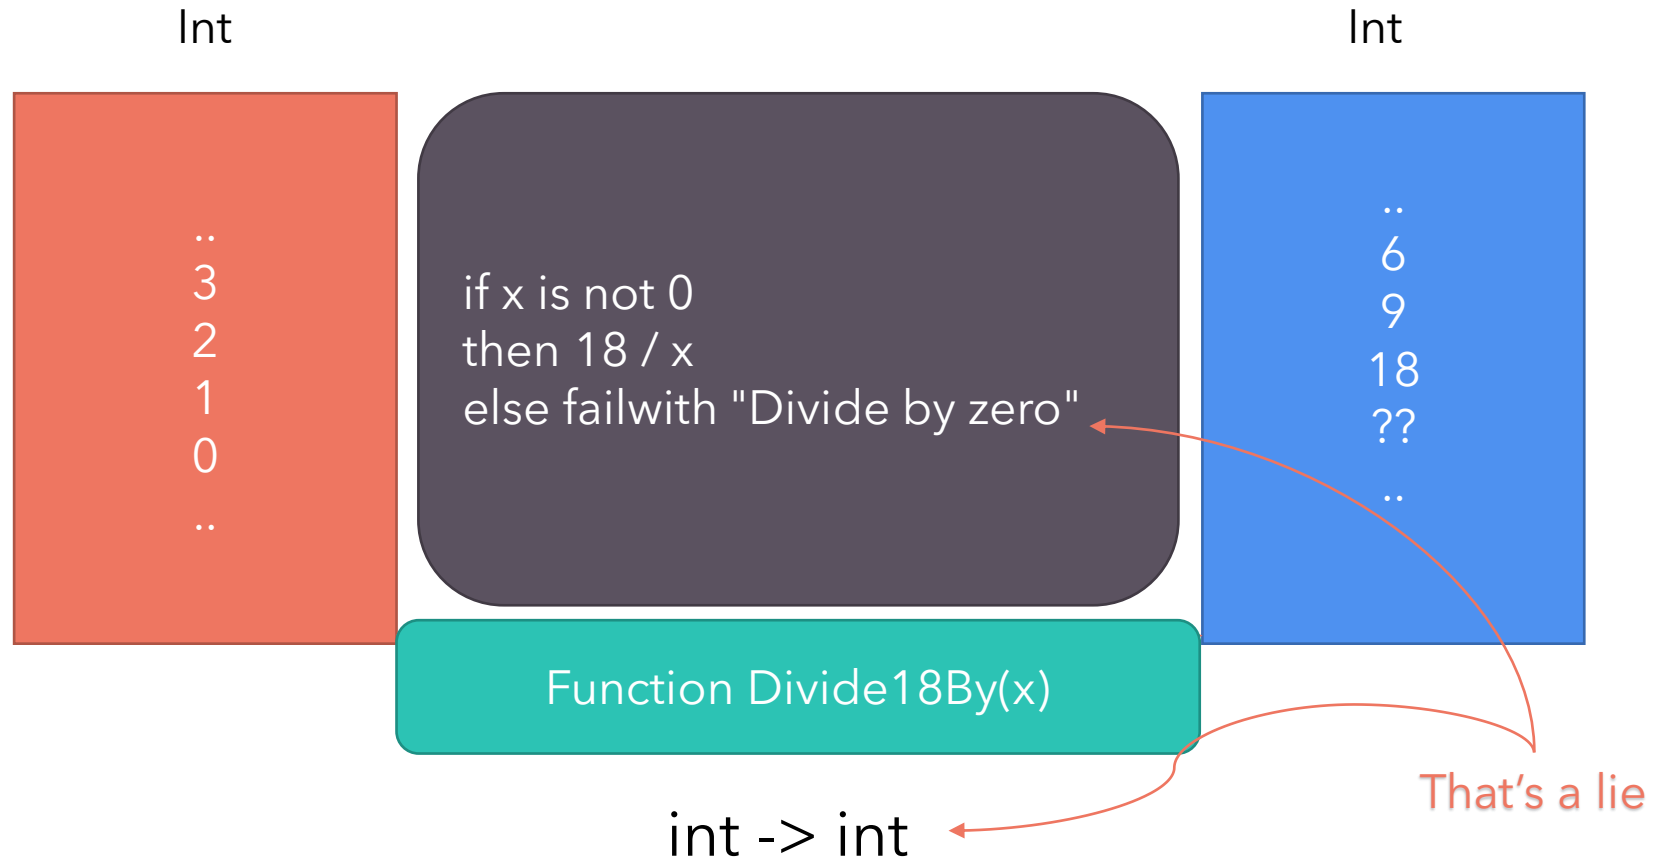 Int
Int
..
3
2
1
0
..
if x is not 0
then 18 / x
else failwith "Divide by zero"
..
6
9
18
??
..
Function Divide18By(x)
That’s a lie
int -> int